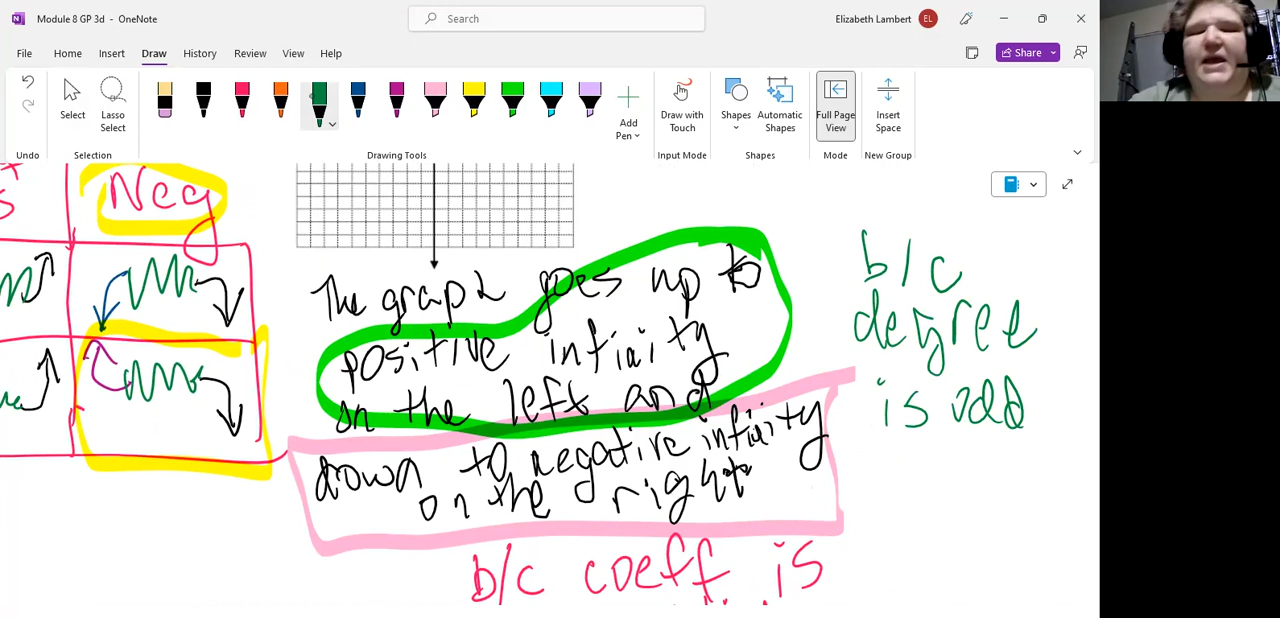 Module 8 GP 3d - OneNote
Search
Elizabeth Lambert
EL
File Home Insert Draw History Review View Help
Share
Select
Lasso Select
Add Pen
Draw with Touch
Shapes
Automatic Shapes
Full Page View
Insert Space
Undo
Selection
Drawing Tools
Input Mode
Shapes
Mode
New Group
Neg
The graph goes up to
positive infinity
on the left and
down to negative infinity
on the right
b/c
degree
is odd
b/c coeff is